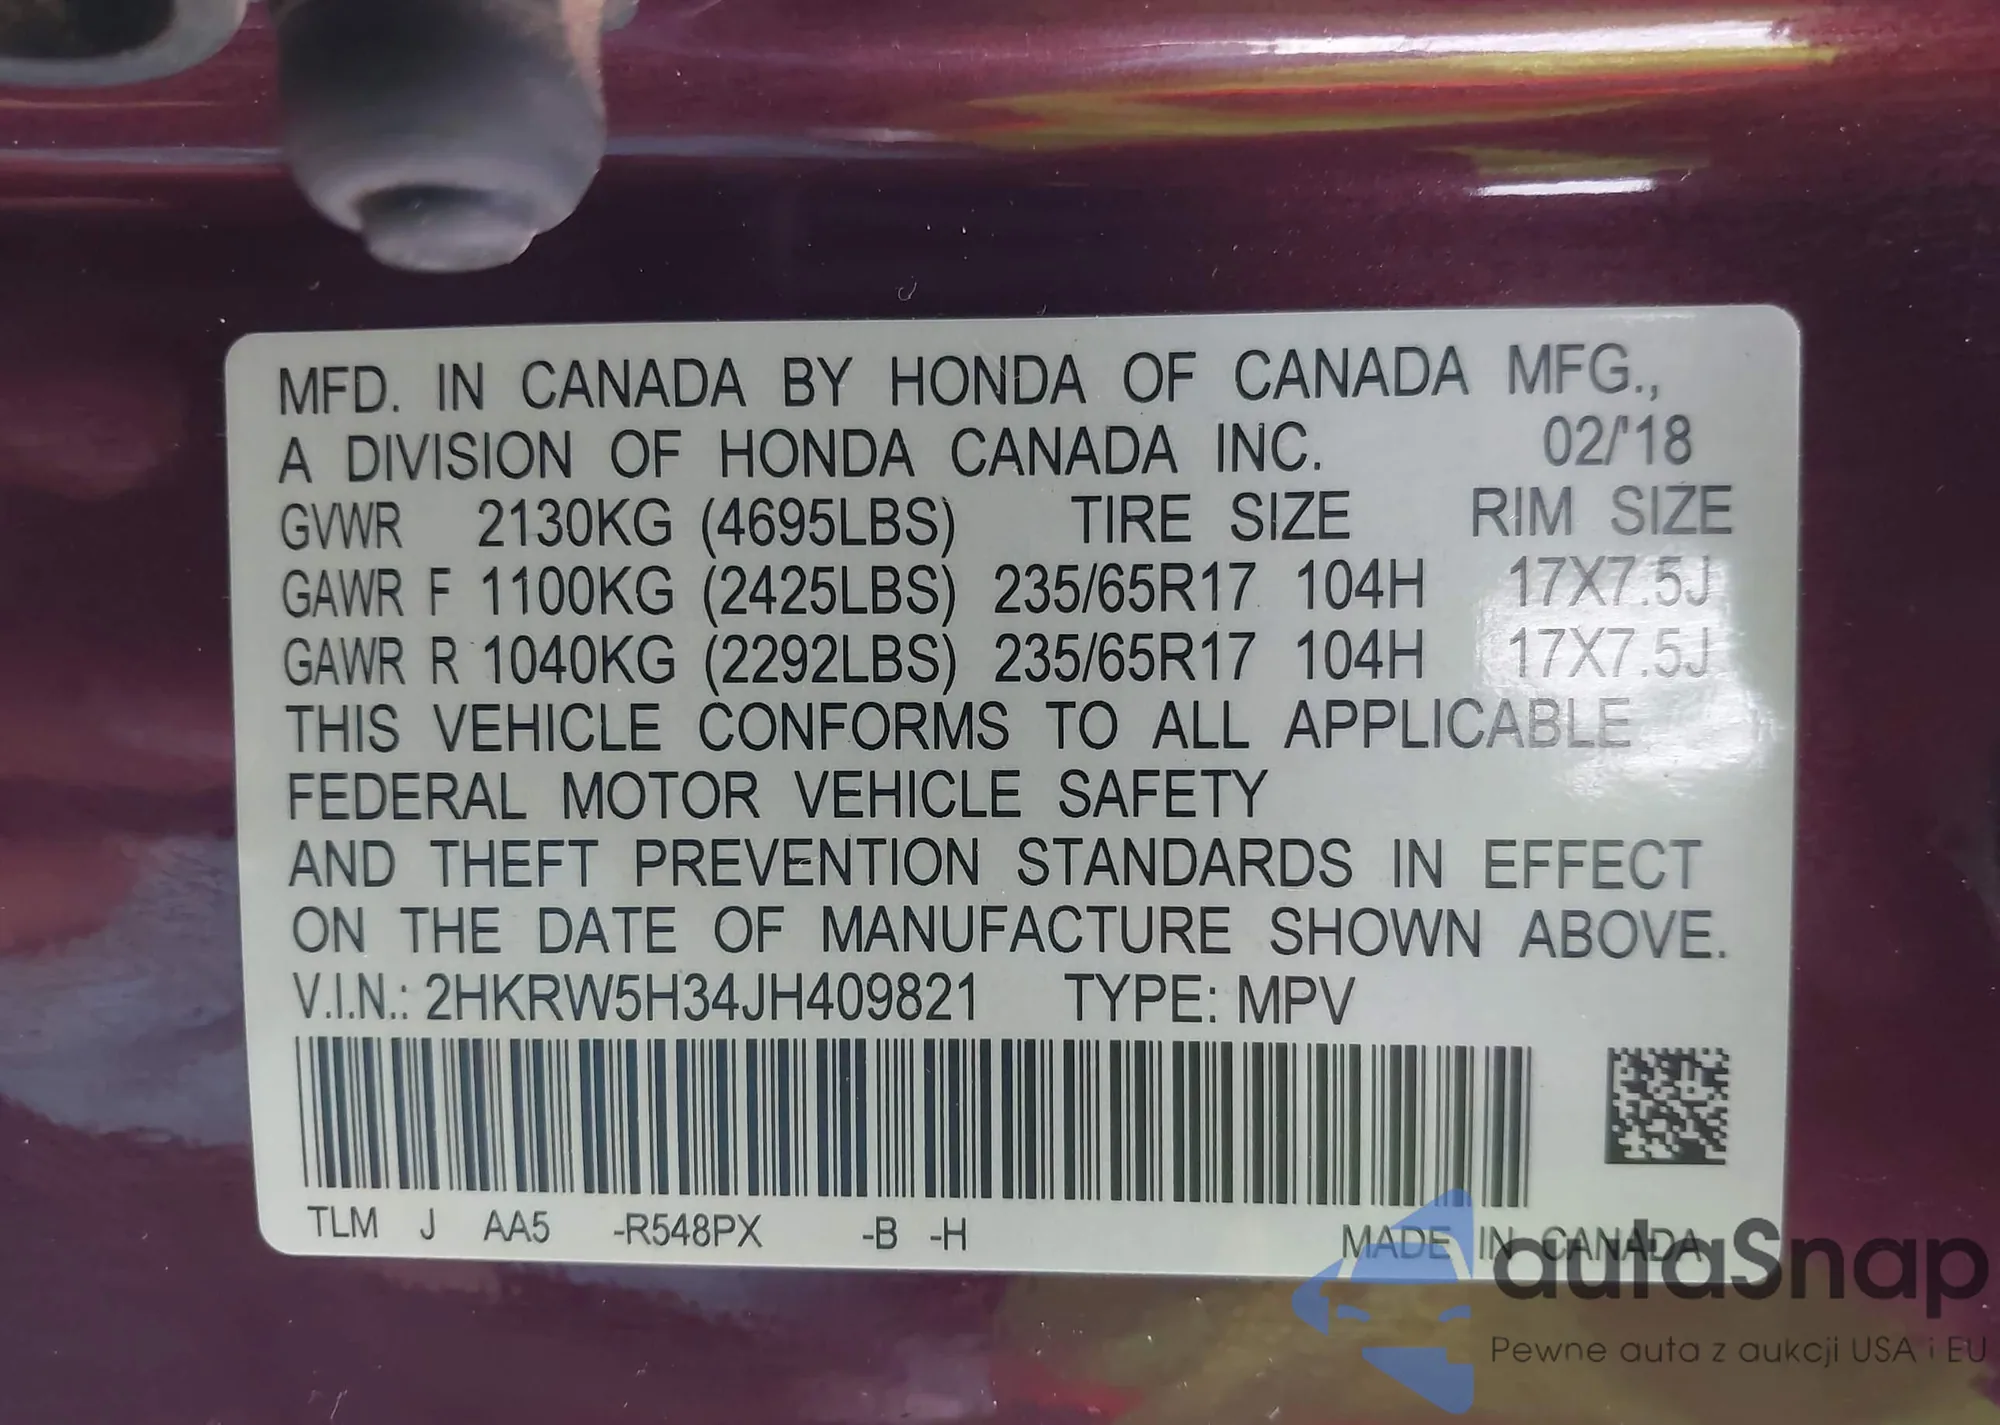 MFD. IN CANADA BY HONDA OF CANADA MFG.,
A DIVISION OF HONDA CANADA INC. 02/'18
GVWR 2130KG (4695LBS) TIRE SIZE RIM SIZE
GAWR F 1100KG (2425LBS) 235/65R17 104H 17X7.5J
GAWR R 1040KG (2292LBS) 235/65R17 104H 17X7.5J
THIS VEHICLE CONFORMS TO ALL APPLICABLE
FEDERAL MOTOR VEHICLE SAFETY
AND THEFT PREVENTION STANDARDS IN EFFECT
ON THE DATE OF MANUFACTURE SHOWN ABOVE.
V.I.N.: 2HKRW5H34JH409821 TYPE: MPV
TLM J AA5 -R548PX -B -H MADE IN CANADA
autaSnap
Pewne auta z aukcji USA i EU